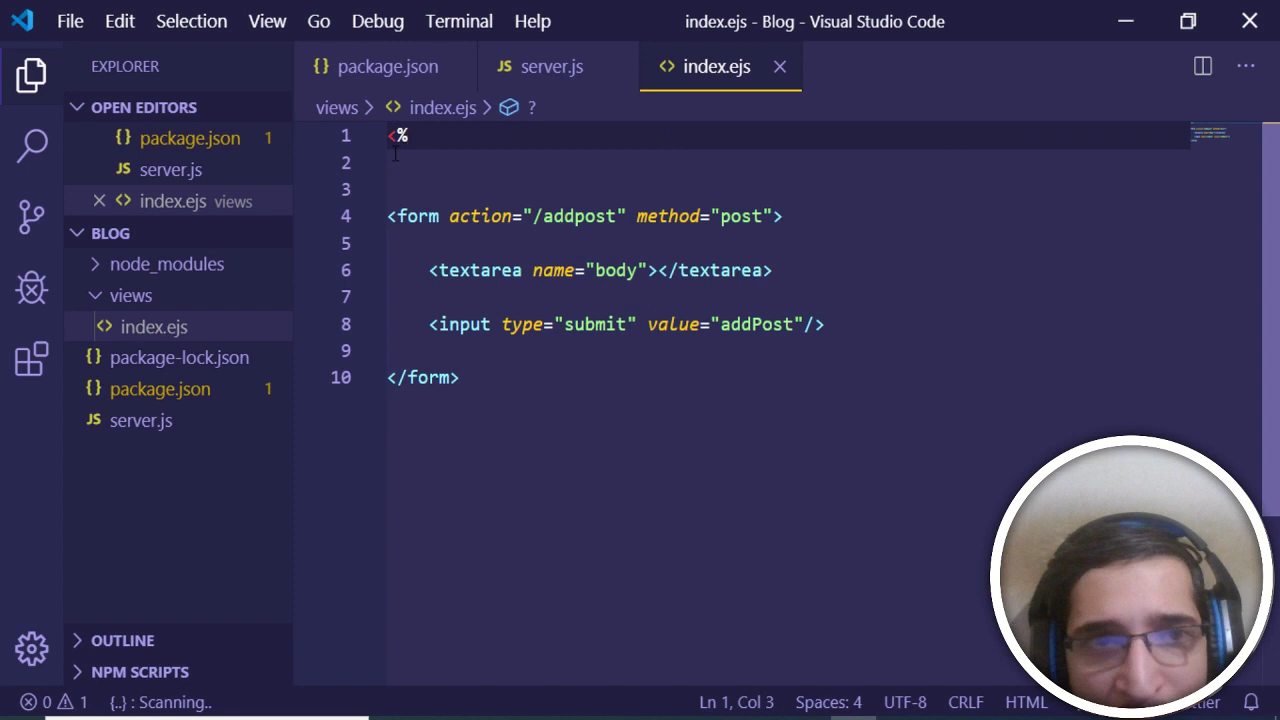 File Edit Selection View Go Debug Terminal Help index.ejs - Blog - Visual Studio Code
EXPLORER
{} package.json JS server.js <> index.ejs
OPEN EDITORS
views > <> index.ejs > ?
{} package.json 1
JS server.js
<> index.ejs views
BLOG
node_modules
views
<> index.ejs
{} package-lock.json
{} package.json 1
JS server.js
OUTLINE
NPM SCRIPTS
1 <%
2
3
4 <form action="/addpost" method="post">
5
6 <textarea name="body"></textarea>
7
8 <input type="submit" value="addPost"/>
9
10 </form>
0 1 {..} : Scanning.. Ln 1, Col 3 Spaces: 4 UTF-8 CRLF HTML